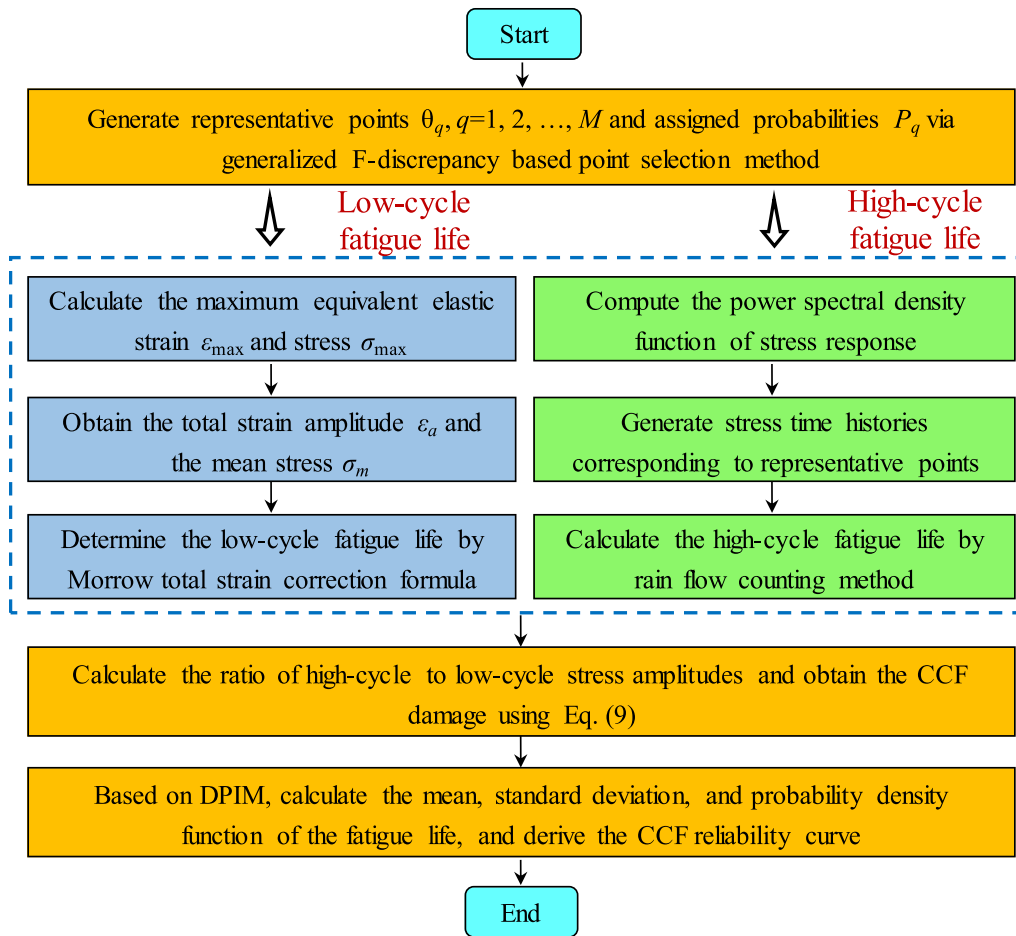 Start
Generate representative points θq, q=1, 2, …, M and assigned probabilities Pq via
generalized F-discrepancy based point selection method
Low-cycle
fatigue life
High-cycle
fatigue life
Calculate the maximum equivalent elastic
strain εmax and stress σmax
Obtain the total strain amplitude εa and
the mean stress σm
Determine the low-cycle fatigue life by
Morrow total strain correction formula
Compute the power spectral density
function of stress response
Generate stress time histories
corresponding to representative points
Calculate the high-cycle fatigue life by
rain flow counting method
Calculate the ratio of high-cycle to low-cycle stress amplitudes and obtain the CCF
damage using Eq. (9)
Based on DPIM, calculate the mean, standard deviation, and probability density
function of the fatigue life, and derive the CCF reliability curve
End